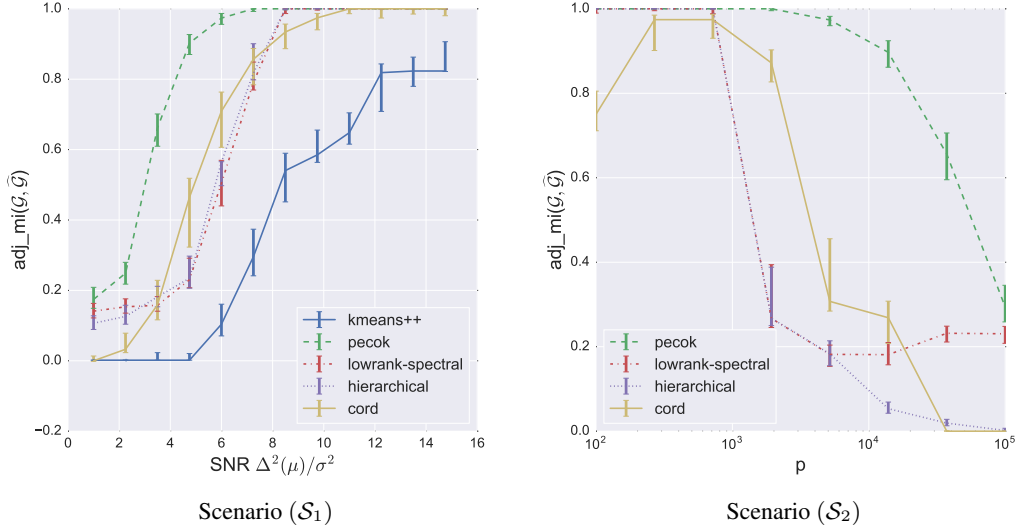 adj_mi(𝒢, 𝒢̂)
1.0
0.8
0.6
0.4
0.2
0.0
−0.2
kmeans++
pecok
lowrank-spectral
hierarchical
cord
0 2 4 6 8 10 12 14 16
SNR Δ²(μ)/σ²
Scenario (𝒮₁)
adj_mi(𝒢, 𝒢̂)
1.0
0.8
0.6
0.4
0.2
0.0
pecok
lowrank-spectral
hierarchical
cord
10² 10³ 10⁴ 10⁵
p
Scenario (𝒮₂)